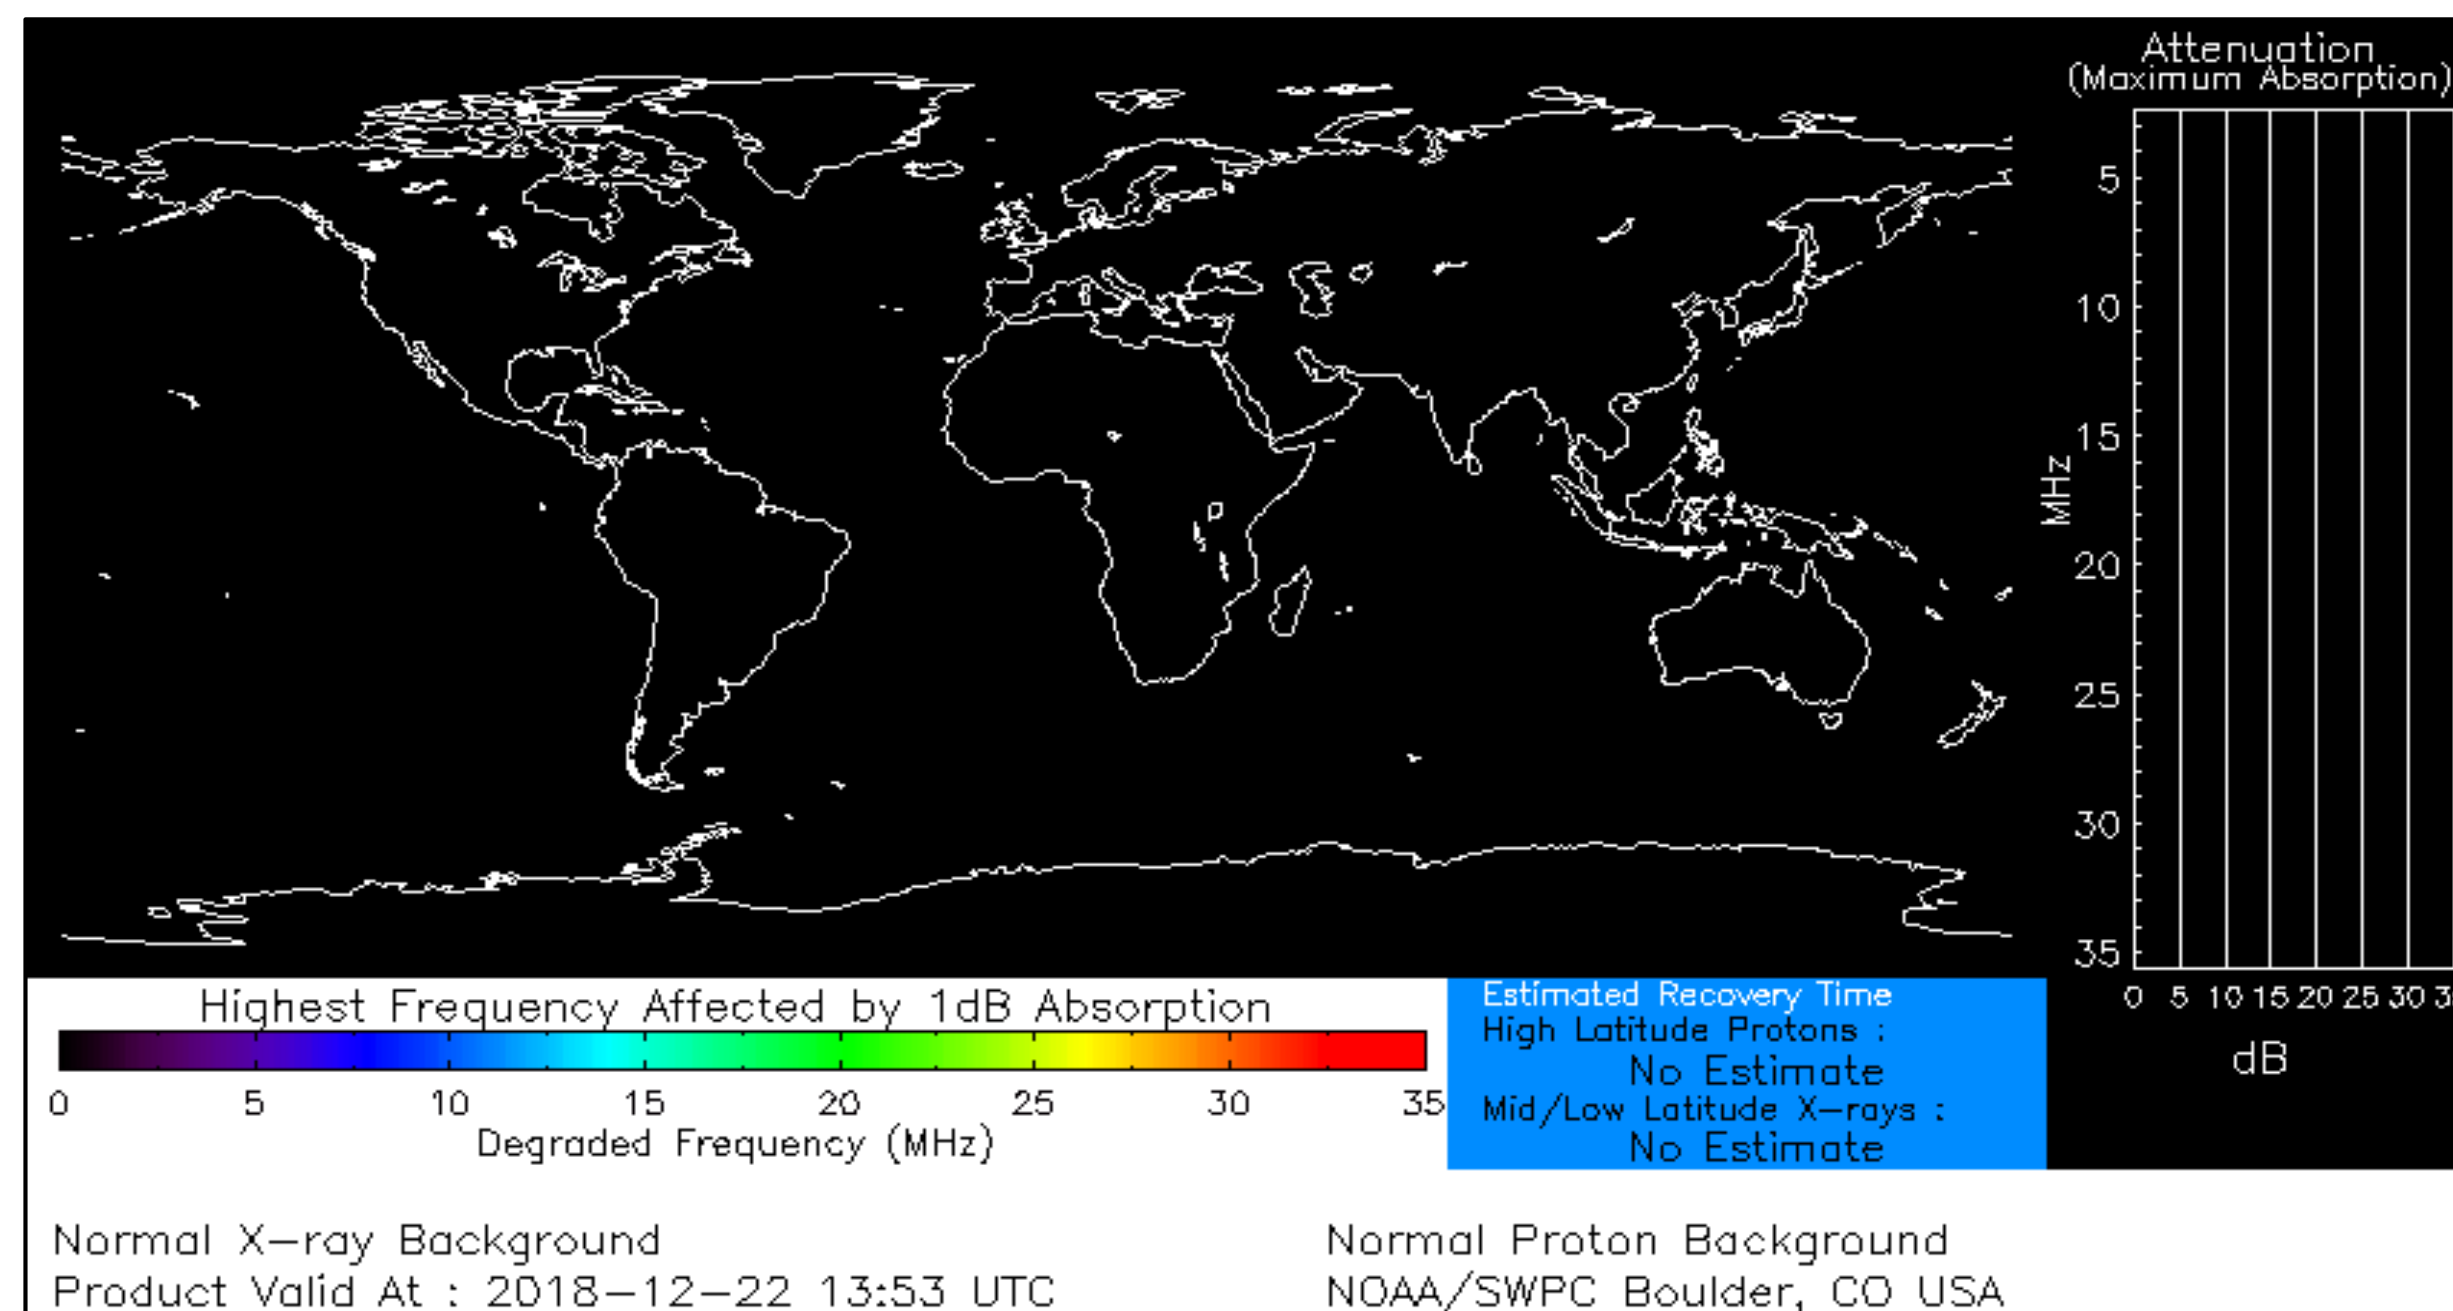 Attenuation
(Maximum Absorption)
5
10
15
20
25
30
35
MHz
0 5 10 15 20 25 30
dB
Highest Frequency Affected by 1dB Absorption
0 5 10 15 20 25 30 35
Degraded Frequency (MHz)
Estimated Recovery Time
High Latitude Protons :
No Estimate
Mid/Low Latitude X-rays :
No Estimate
Normal X-ray Background
Normal Proton Background
Product Valid At : 2018-12-22 13:53 UTC
NOAA/SWPC Boulder, CO USA